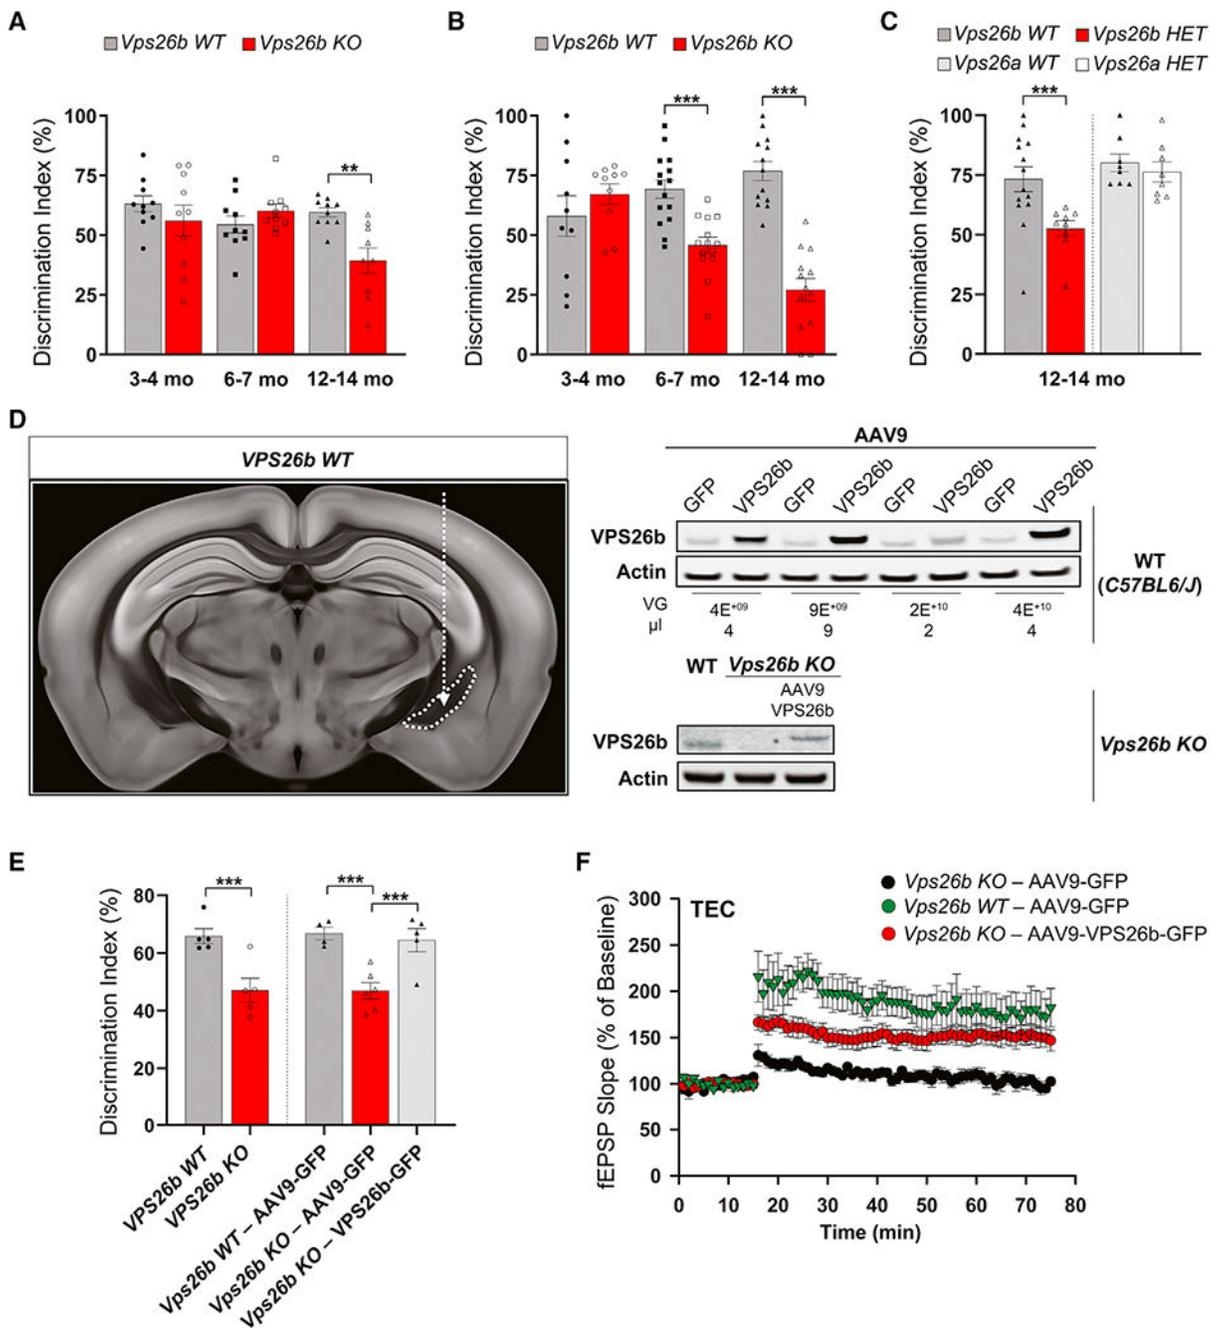 A
Vps26b WT Vps26b KO
Discrimination Index (%)
100
75
50
25
0
**
3-4 mo 6-7 mo 12-14 mo
B
Vps26b WT Vps26b KO
Discrimination Index (%)
100
75
50
25
0
*** ***
3-4 mo 6-7 mo 12-14 mo
C
Vps26b WT Vps26b HET
Vps26a WT Vps26a HET
Discrimination Index (%)
100
75
50
25
0
***
12-14 mo
D
VPS26b WT
AAV9
GFP VPS26b GFP VPS26b GFP VPS26b GFP VPS26b
VPS26b
Actin
VG 4E+09 9E+09 2E+10 4E+10
µl 4 9 2 4
WT
(C57BL6/J)
WT Vps26b KO
AAV9
VPS26b
VPS26b
Actin
Vps26b KO
E
Discrimination Index (%)
80
60
40
20
0
*** *** ***
VPS26b WT
VPS26b KO
Vps26b WT – AAV9-GFP
Vps26b KO – AAV9-GFP
Vps26b KO – VPS26b-GFP
F
TEC
Vps26b KO – AAV9-GFP
Vps26b WT – AAV9-GFP
Vps26b KO – AAV9-VPS26b-GFP
fEPSP Slope (% of Baseline)
300
250
200
150
100
50
0
0 10 20 30 40 50 60 70 80
Time (min)